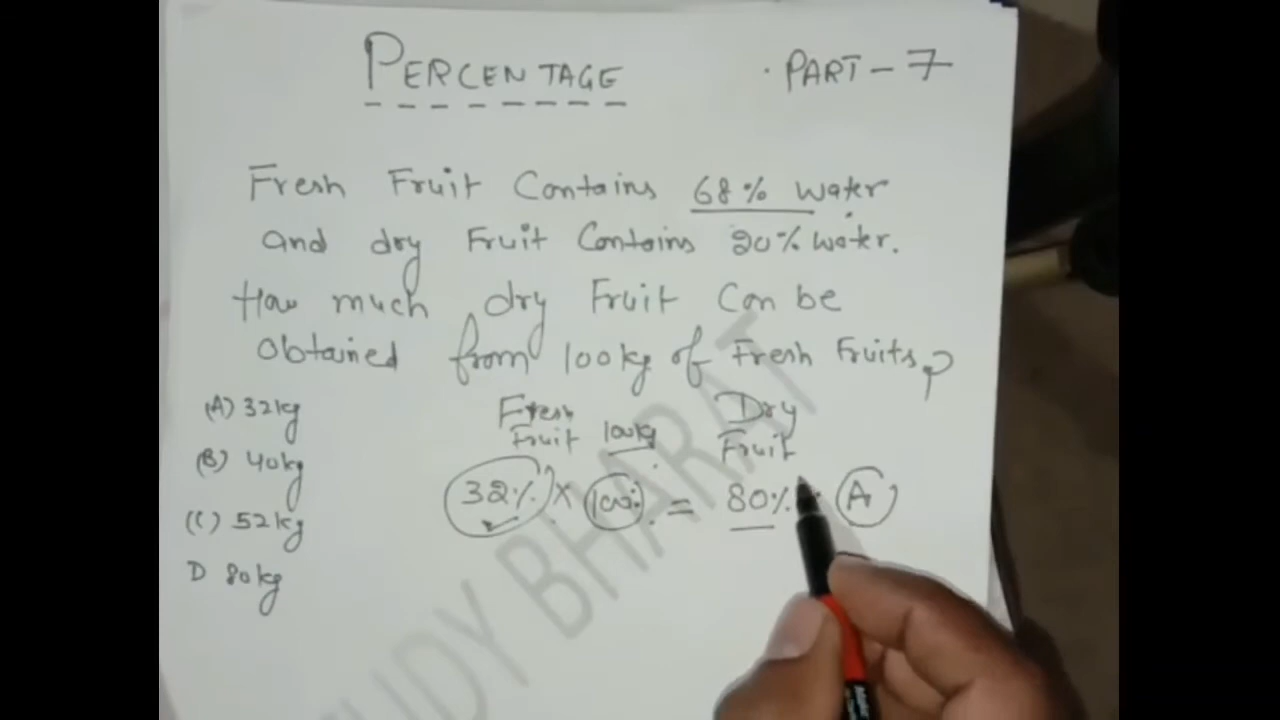 PERCENTAGE
PART-7
Fresh Fruit Contains 68% water
and dry Fruit Contains 20% water.
How much dry Fruit Can be
Obtained from 100kg of Fresh Fruits?
(A) 32kg
(B) 40kg
(C) 52kg
D 80kg
Fresh Fruit 100kg
Dry Fruit
32% × 100 = 80% A
STUDY BHARAT